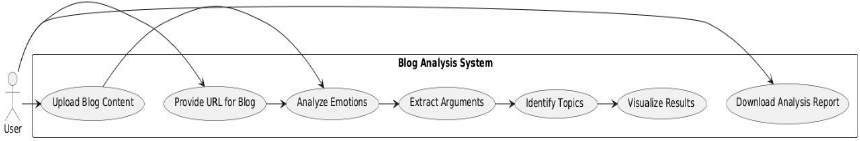 Blog Analysis System
Upload Blog Content
Provide URL for Blog
Analyze Emotions
Extract Arguments
Identify Topics
Visualize Results
Download Analysis Report
User